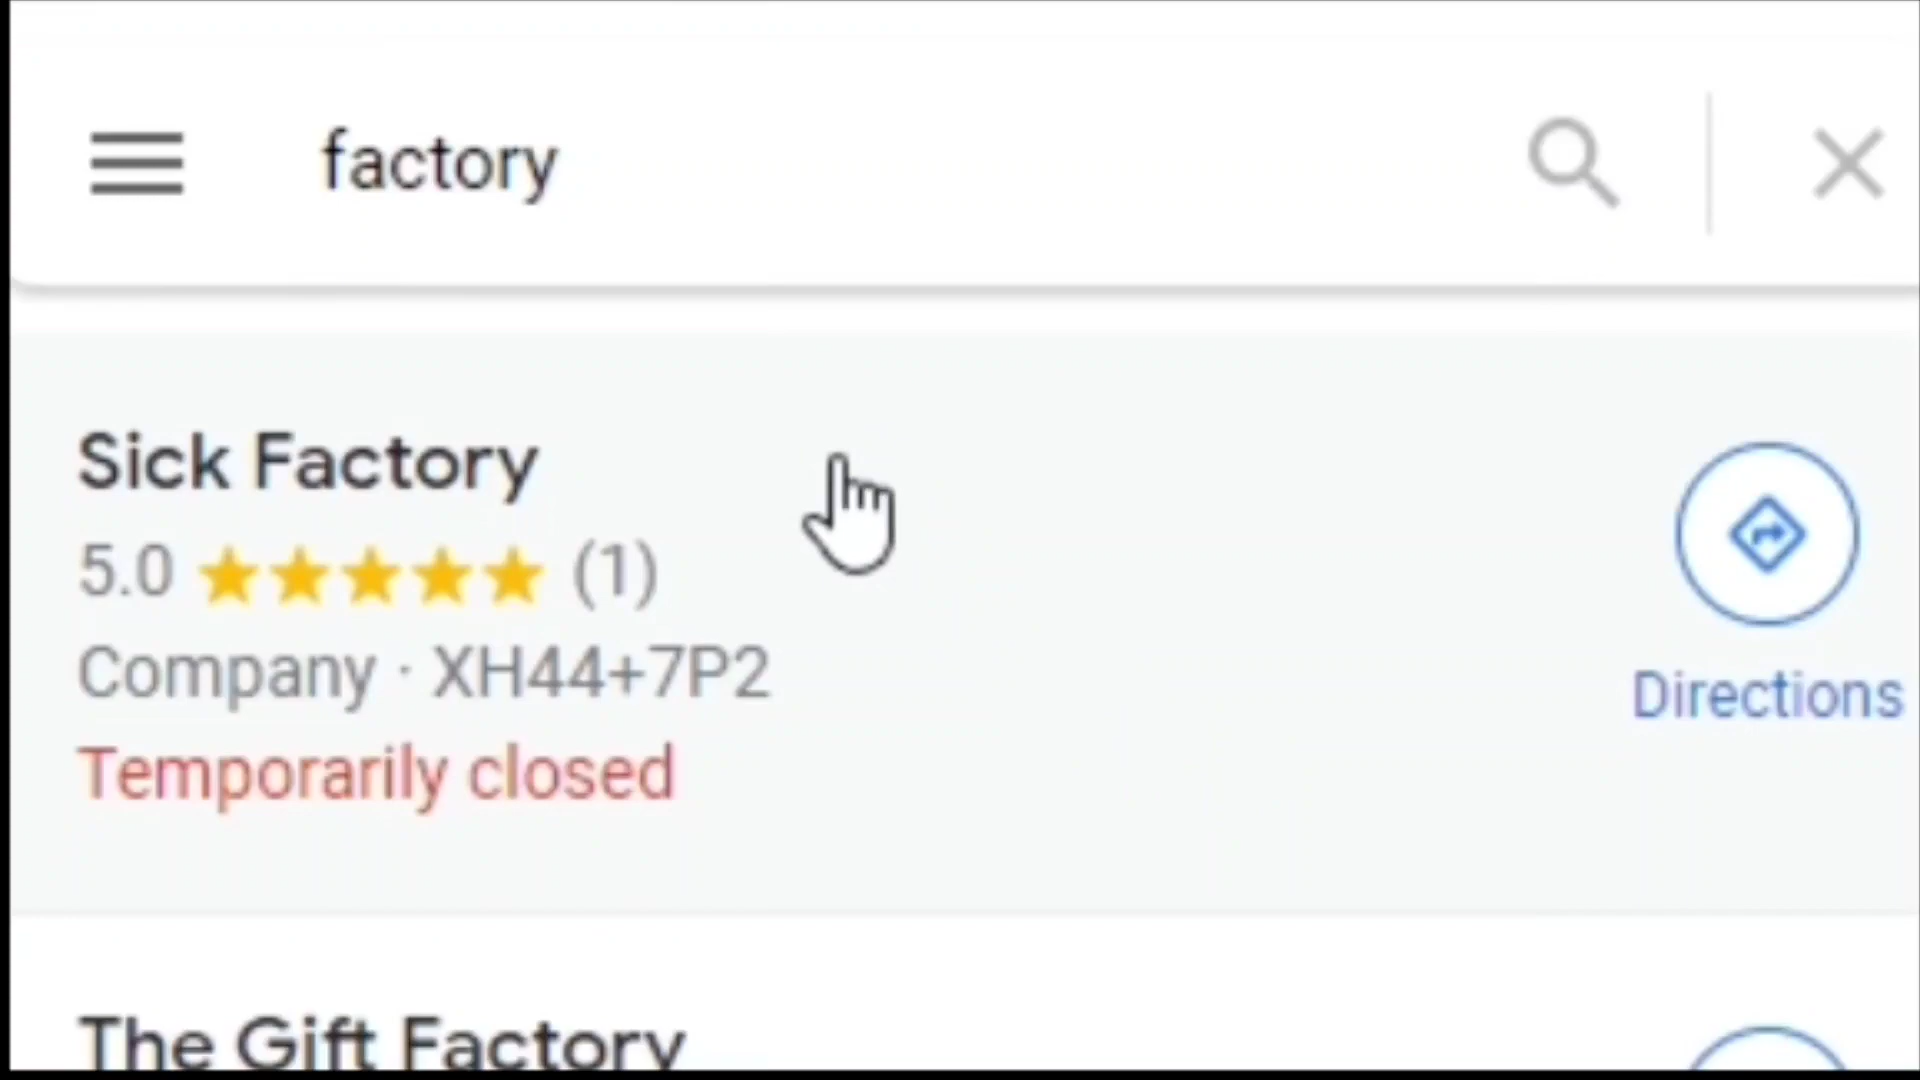 factory
Sick Factory
5.0 (1)
Company · XH44+7P2
Directions
Temporarily closed
The Gift Factory